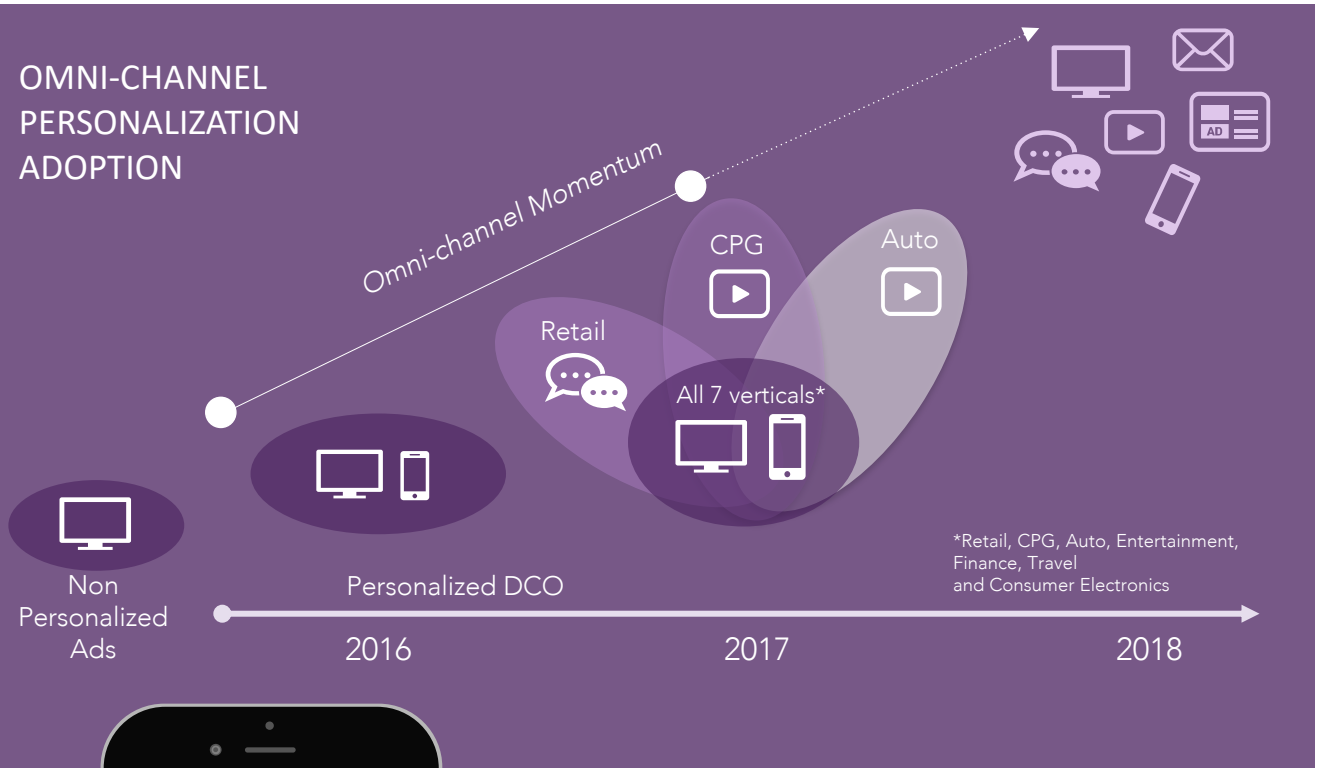 OMNI-CHANNEL
PERSONALIZATION
ADOPTION
Omni-channel Momentum
AD
CPG
Auto
Retail
All 7 verticals*
*Retail, CPG, Auto, Entertainment,
Finance, Travel
and Consumer Electronics
Non
Personalized
Ads
Personalized DCO
2016
2017
2018